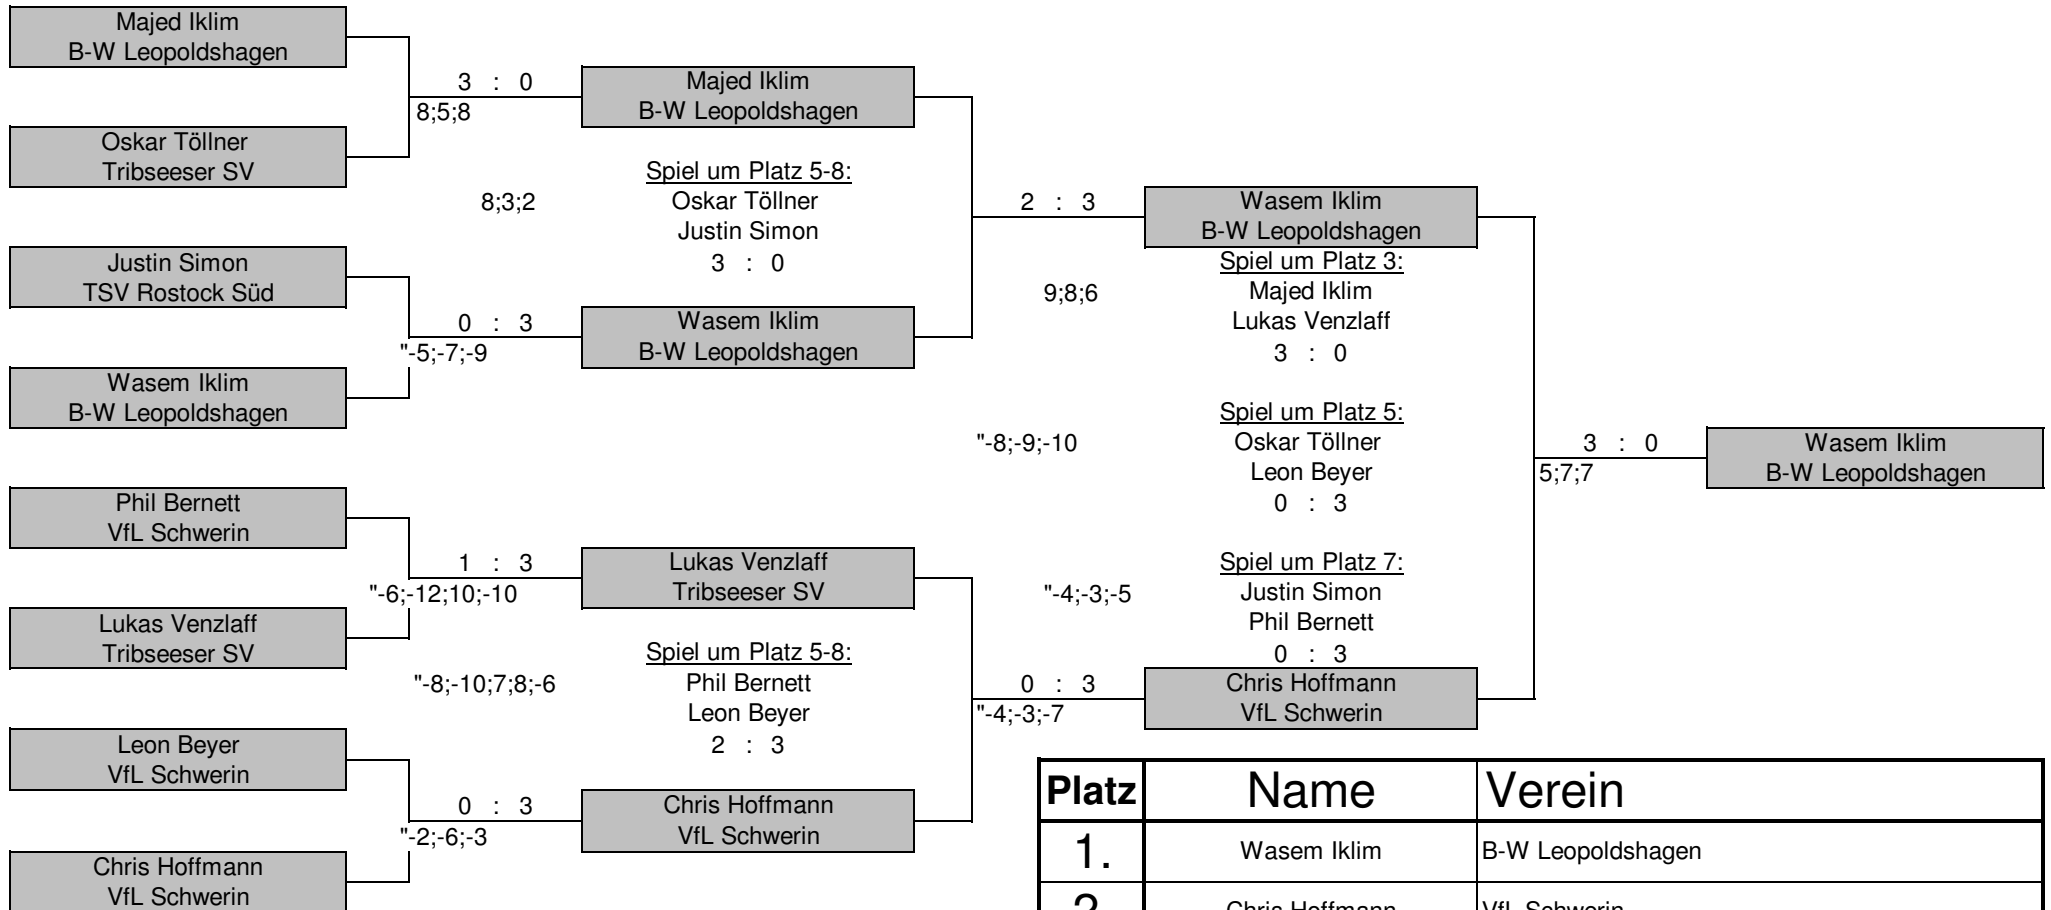 Majed Iklim
B-W Leopoldshagen
3 : 0
8;5;8
Oskar Töllner
Tribseeser SV
Justin Simon
TSV Rostock Süd
0 : 3
"-5;-7;-9
Wasem Iklim
B-W Leopoldshagen
Phil Bernett
VfL Schwerin
1 : 3
"-6;-12;10;-10
Lukas Venzlaff
Tribseeser SV
Leon Beyer
VfL Schwerin
0 : 3
"-2;-6;-3
Chris Hoffmann
VfL Schwerin
Majed Iklim
B-W Leopoldshagen
Spiel um Platz 5-8:
8;3;2 Oskar Töllner
Justin Simon
3 : 0
Wasem Iklim
B-W Leopoldshagen
Lukas Venzlaff
Tribseeser SV
Spiel um Platz 5-8:
"-8;-10;7;8;-6 Phil Bernett
Leon Beyer
2 : 3
Chris Hoffmann
VfL Schwerin
2 : 3
Wasem Iklim
B-W Leopoldshagen
Spiel um Platz 3:
9;8;6 Majed Iklim
Lukas Venzlaff
3 : 0
Spiel um Platz 5:
"-8;-9;-10 Oskar Töllner
Leon Beyer
0 : 3
Spiel um Platz 7:
"-4;-3;-5 Justin Simon
Phil Bernett
0 : 3
0 : 3
"-4;-3;-7
Chris Hoffmann
VfL Schwerin
3 : 0
5;7;7
Wasem Iklim
B-W Leopoldshagen
Platz Name Verein
1. Wasem Iklim B-W Leopoldshagen
2. Chris Hoffmann VfL Schwerin